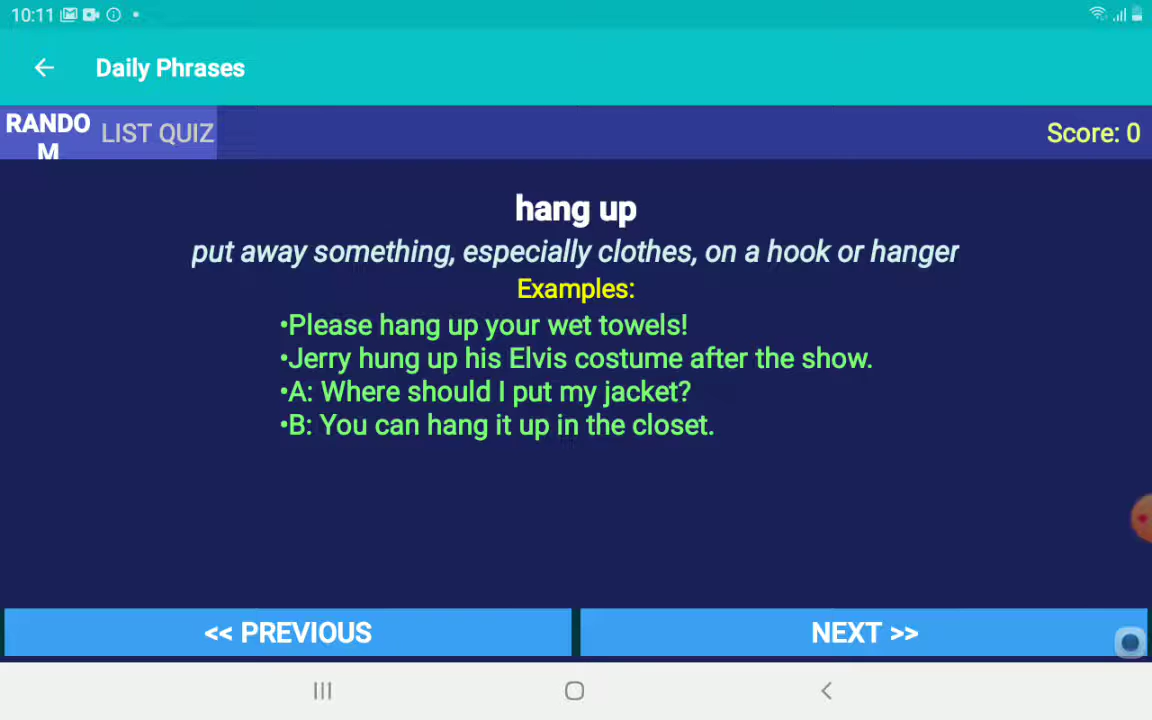 10:11
Daily Phrases
RANDO
M
LIST QUIZ
Score: 0
hang up
put away something, especially clothes, on a hook or hanger
Examples:
•Please hang up your wet towels!
•Jerry hung up his Elvis costume after the show.
•A: Where should I put my jacket?
•B: You can hang it up in the closet.
<< PREVIOUS
NEXT >>